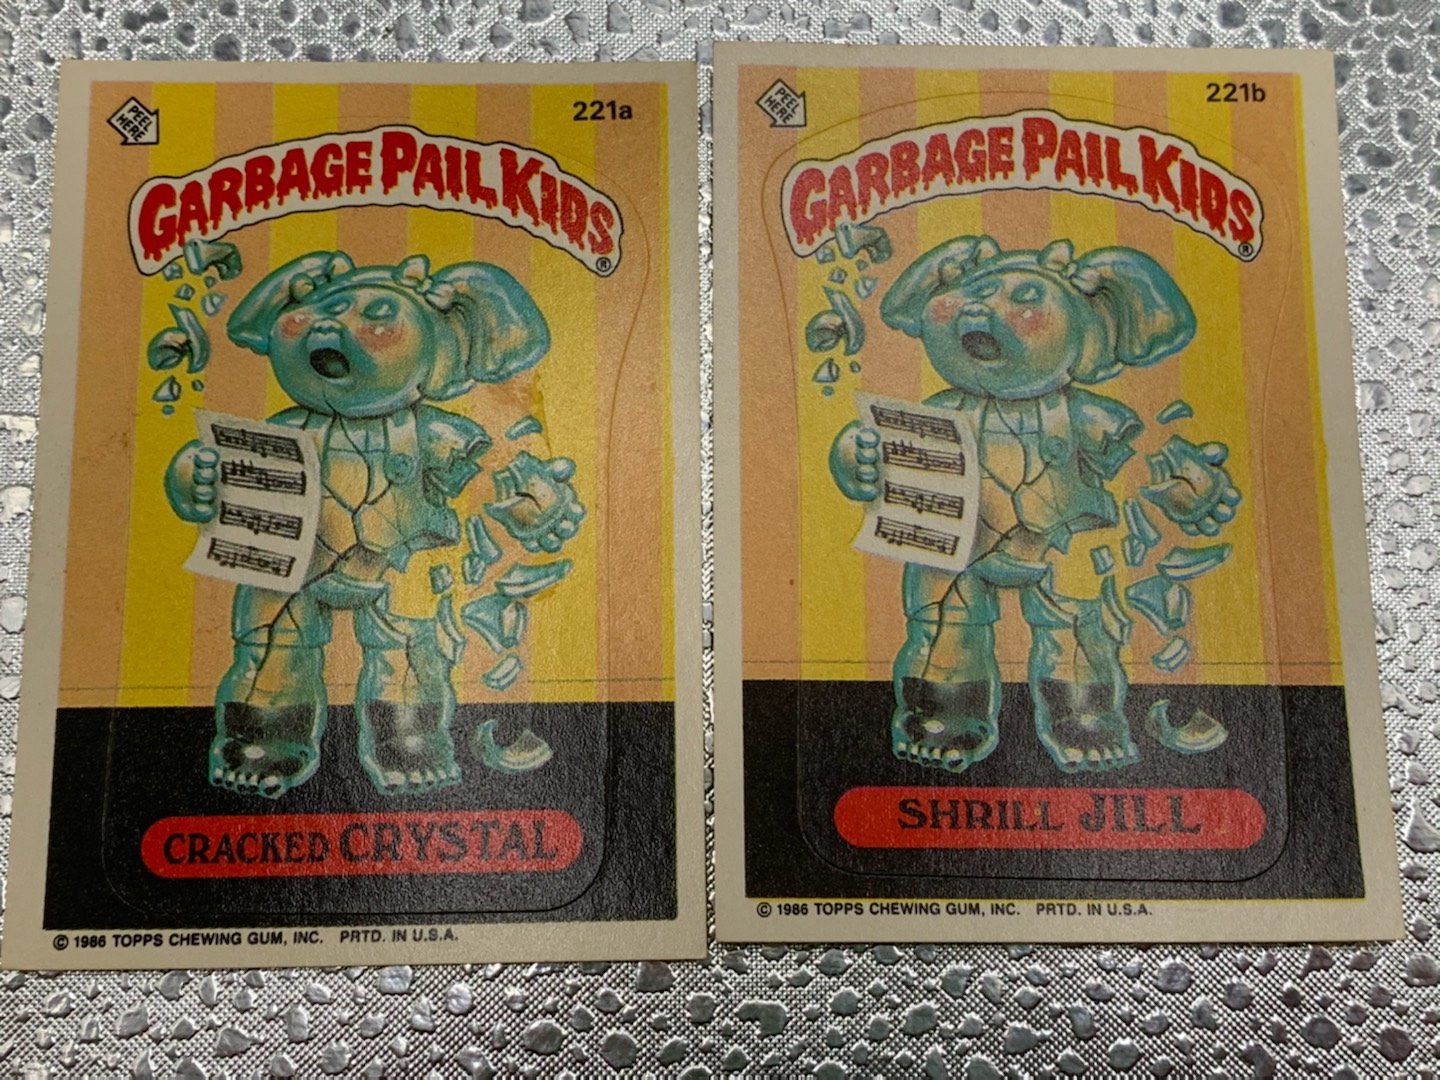 PEEL
HERE
221a
GARBAGE PAIL KIDS
®
CRACKED CRYSTAL
© 1986 TOPPS CHEWING GUM, INC. PRTD. IN U.S.A.
PEEL
HERE
221b
GARBAGE PAIL KIDS
®
SHRILL JILL
© 1986 TOPPS CHEWING GUM, INC. PRTD. IN U.S.A.